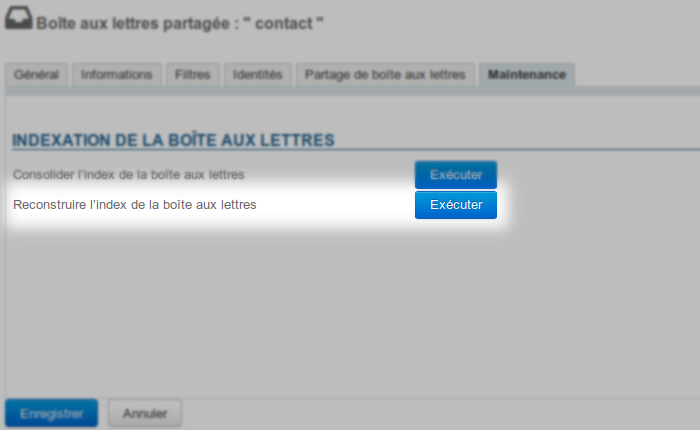 Boîte aux lettres partagée : " contact "
Général Informations Filtres Identités Partage de boîte aux lettres Maintenance
INDEXATION DE LA BOÎTE AUX LETTRES
Consolider l'index de la boîte aux lettres Exécuter
Reconstruire l'index de la boîte aux lettres Exécuter
Enregistrer Annuler